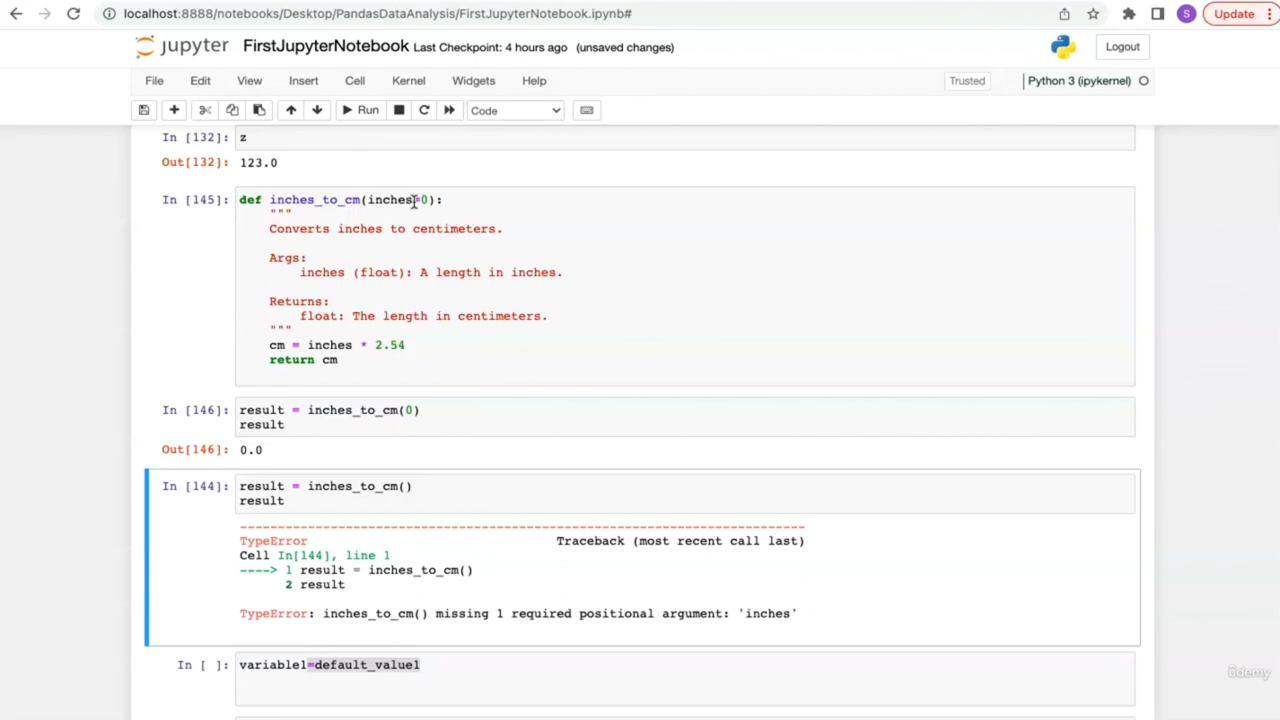 localhost:8888/notebooks/Desktop/PandasDataAnalysis/FirstJupyterNotebook.ipynb#
S
Update
jupyter FirstJupyterNotebook Last Checkpoint: 4 hours ago (unsaved changes)
Logout
File Edit View Insert Cell Kernel Widgets Help
Trusted
Python 3 (ipykernel)
Run
Code
In [132]: z
Out[132]: 123.0
In [145]: def inches_to_cm(inches=0):
"""
Converts inches to centimeters.
Args:
inches (float): A length in inches.
Returns:
float: The length in centimeters.
"""
cm = inches * 2.54
return cm
In [146]: result = inches_to_cm(0)
result
Out[146]: 0.0
In [144]: result = inches_to_cm()
result
---------------------------------------------------------------------------
TypeError Traceback (most recent call last)
Cell In[144], line 1
----> 1 result = inches_to_cm()
2 result
TypeError: inches_to_cm() missing 1 required positional argument: 'inches'
In [ ]: variable1=default_value1
ûdemy